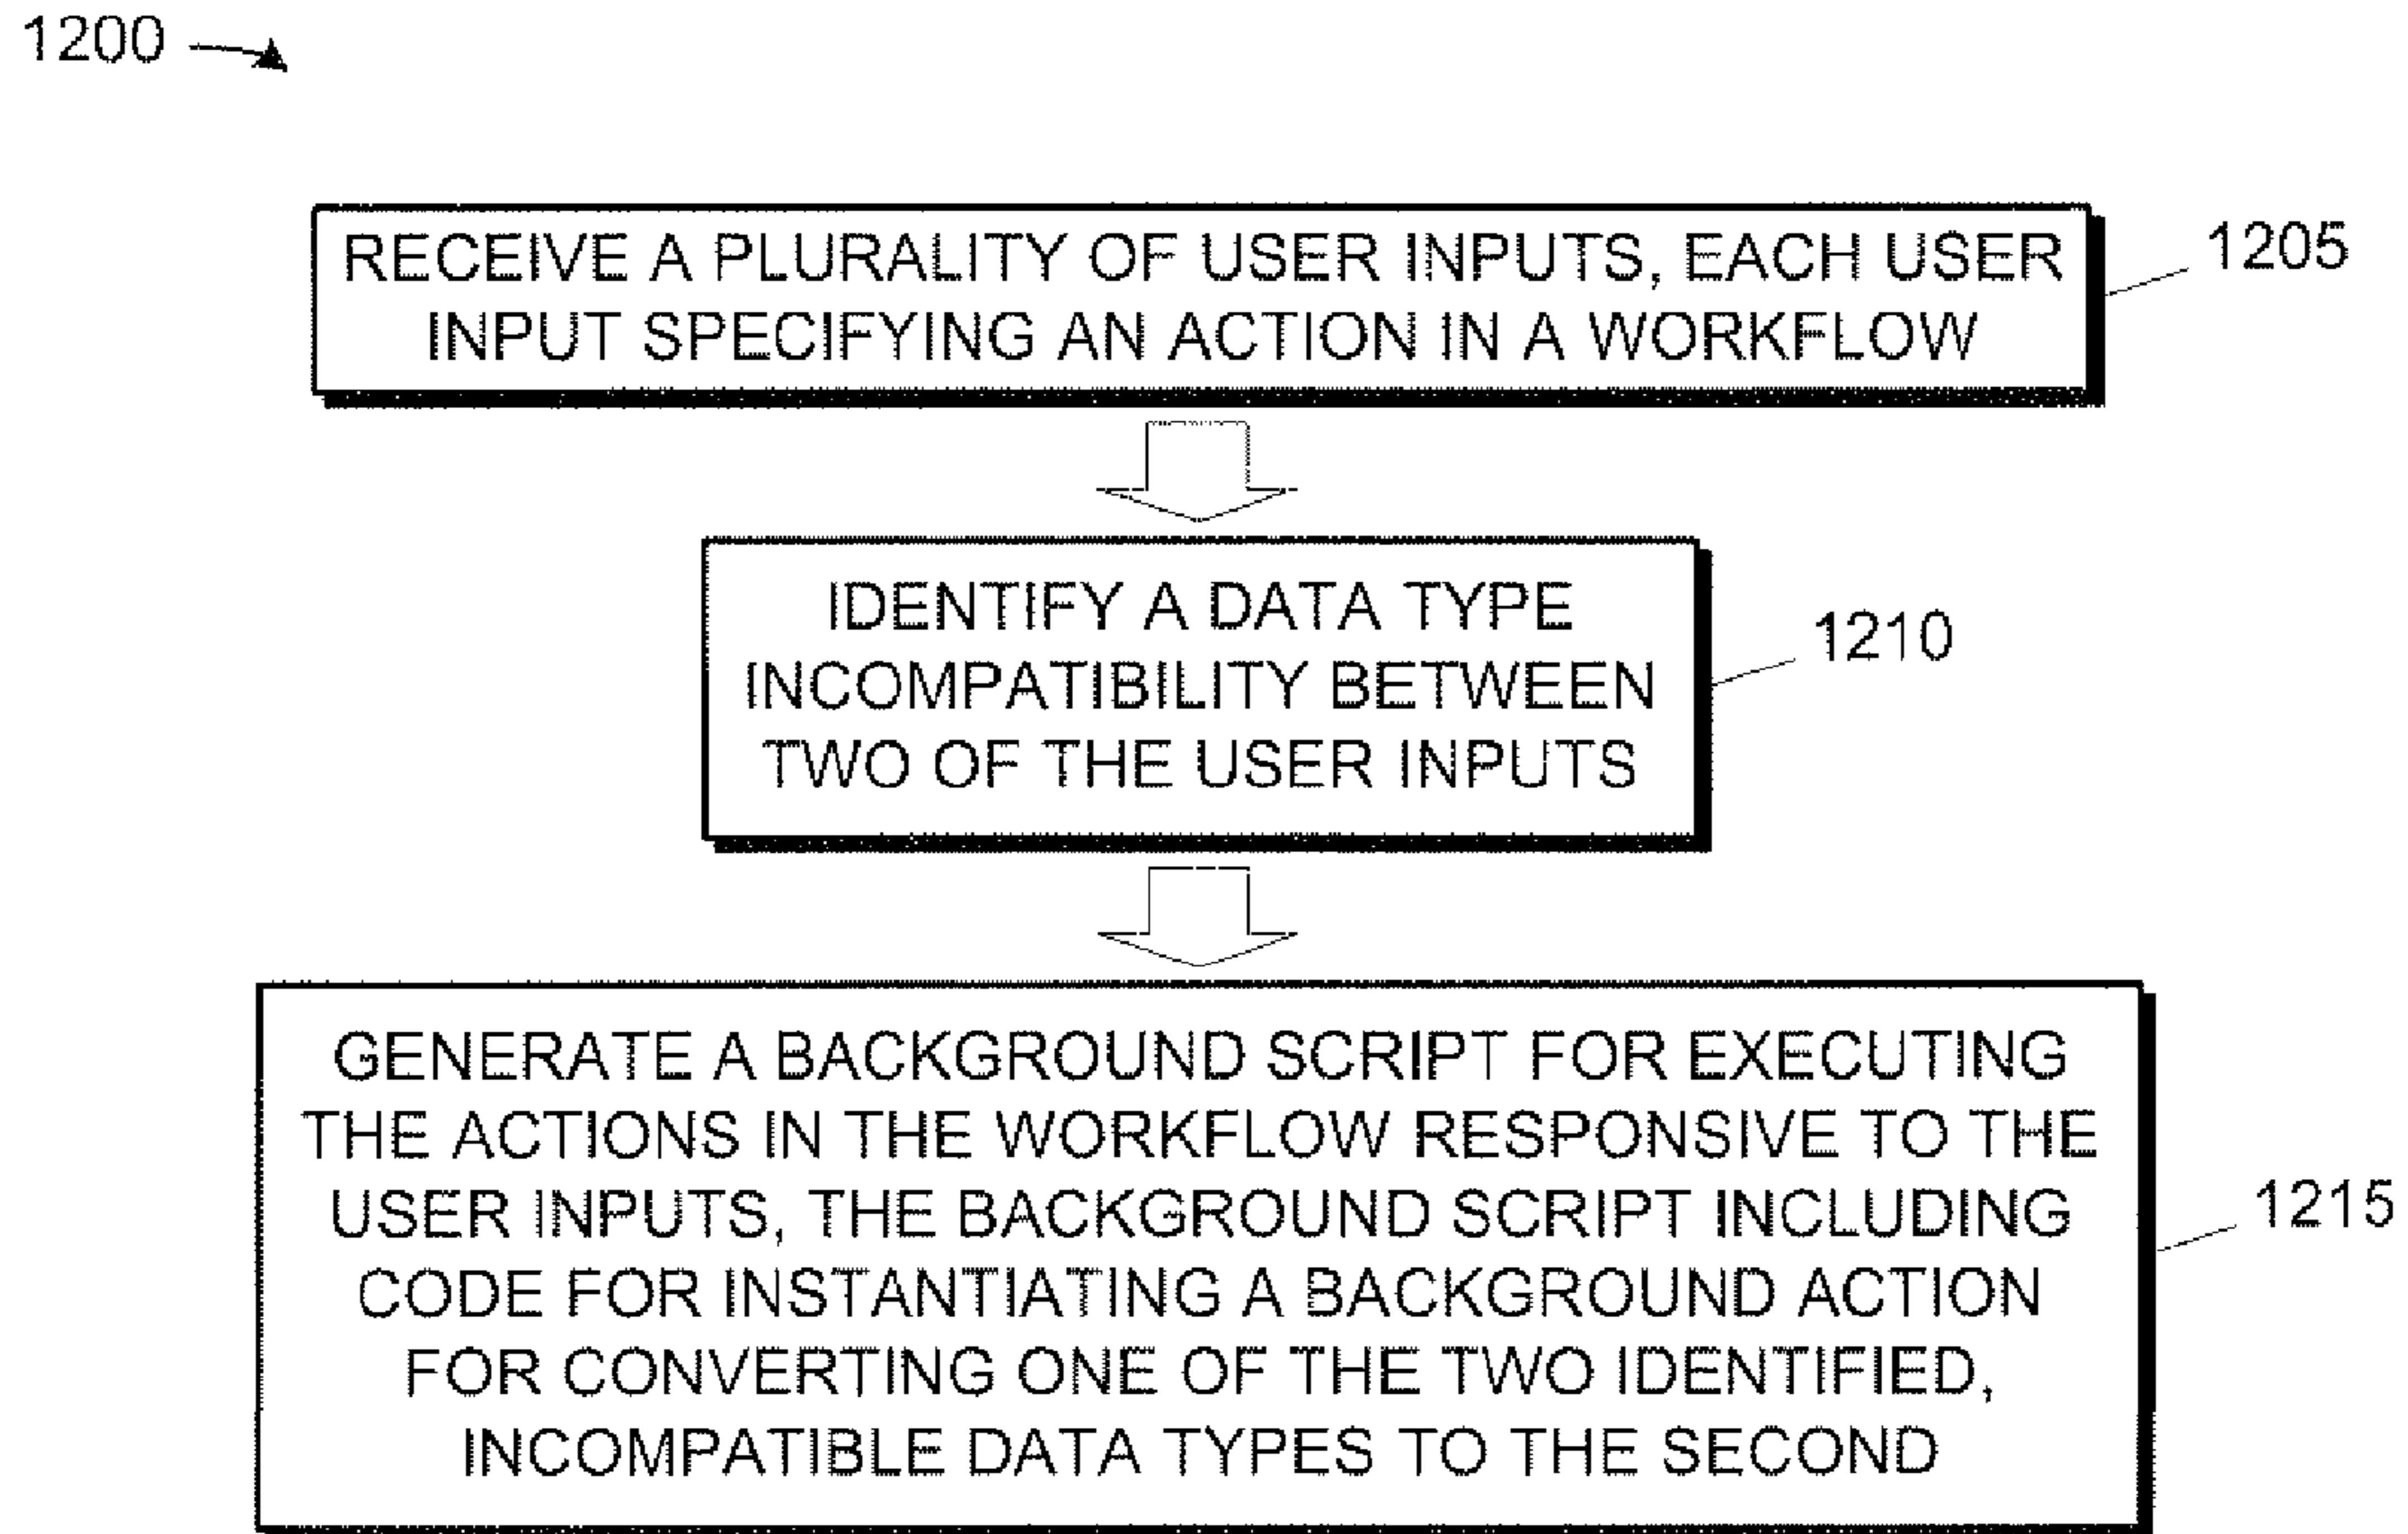 1200
RECEIVE A PLURALITY OF USER INPUTS, EACH USER
INPUT SPECIFYING AN ACTION IN A WORKFLOW
1205
IDENTIFY A DATA TYPE
INCOMPATIBILITY BETWEEN
TWO OF THE USER INPUTS
1210
GENERATE A BACKGROUND SCRIPT FOR EXECUTING
THE ACTIONS IN THE WORKFLOW RESPONSIVE TO THE
USER INPUTS, THE BACKGROUND SCRIPT INCLUDING
CODE FOR INSTANTIATING A BACKGROUND ACTION
FOR CONVERTING ONE OF THE TWO IDENTIFIED,
INCOMPATIBLE DATA TYPES TO THE SECOND
1215